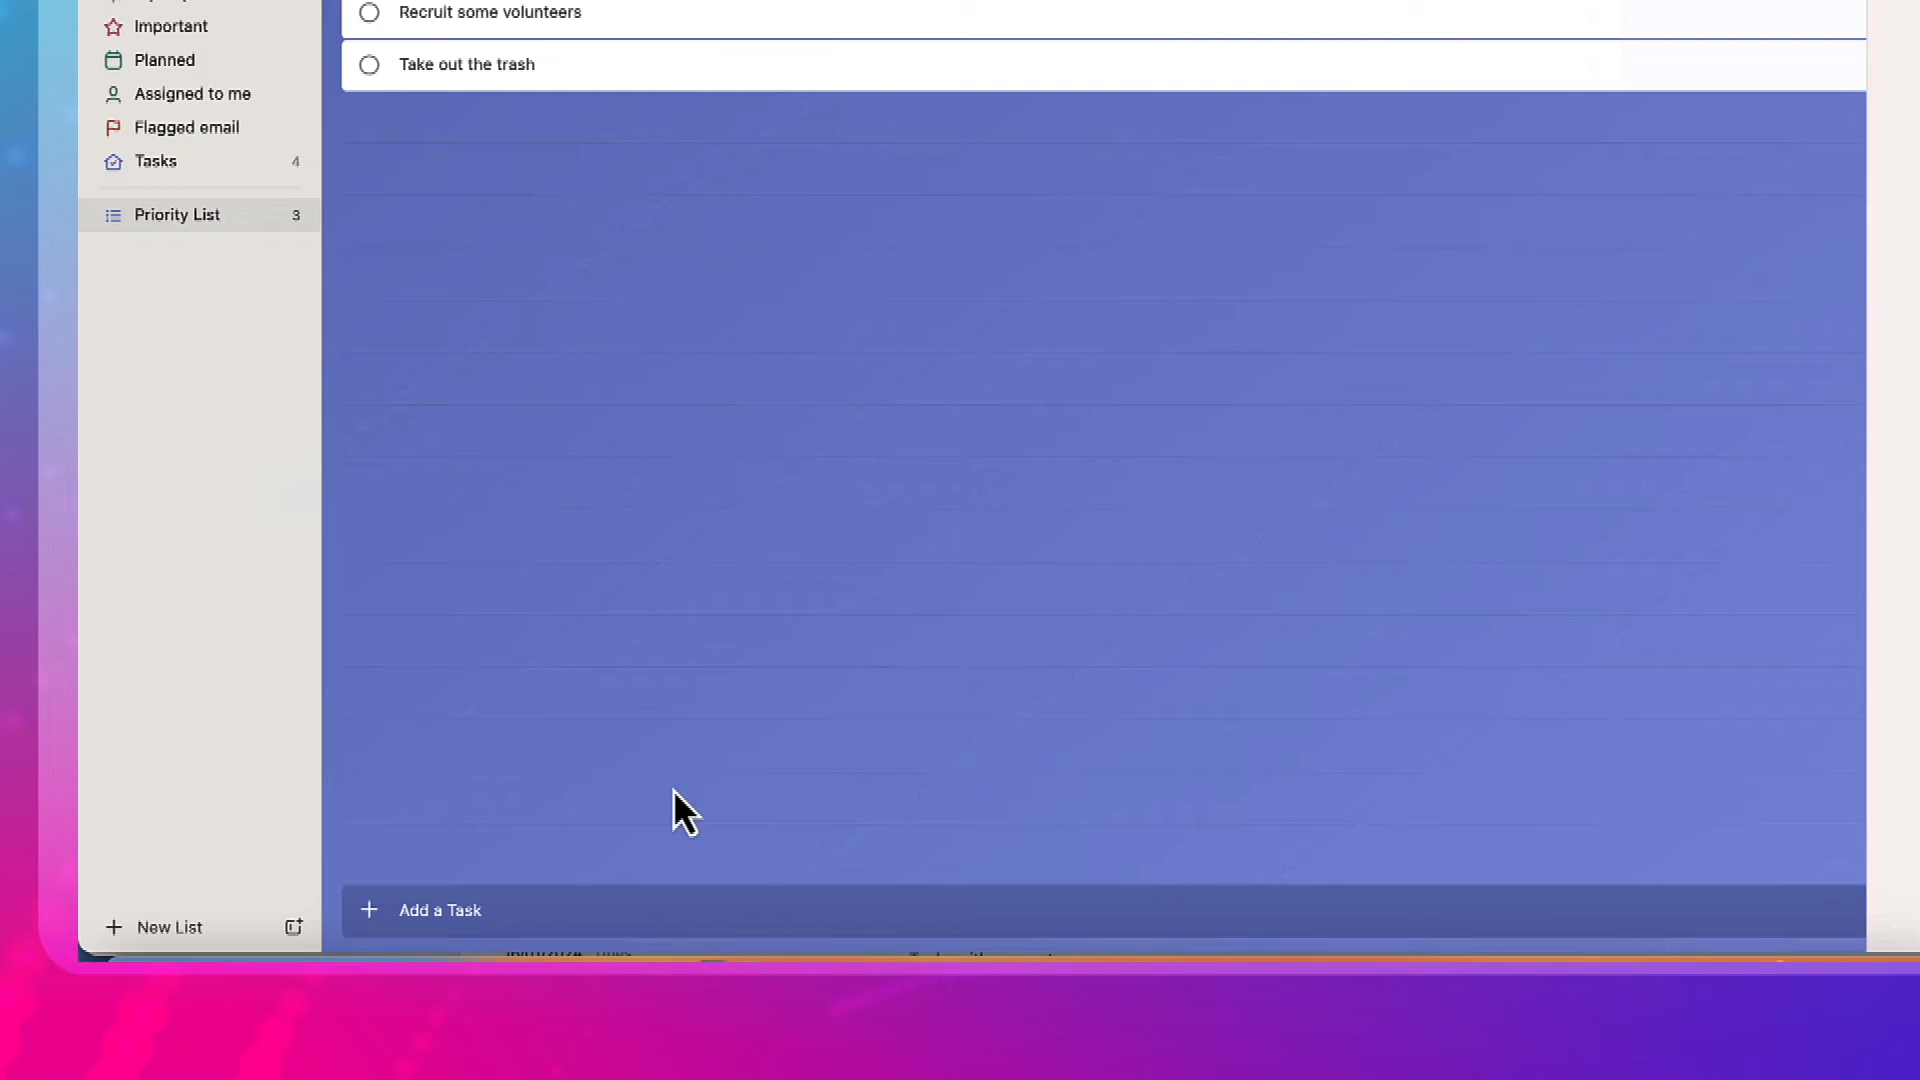 Important
Planned
Assigned to me
Flagged email
Tasks 4
Priority List 3
New List
Recruit some volunteers
Take out the trash
Add a Task